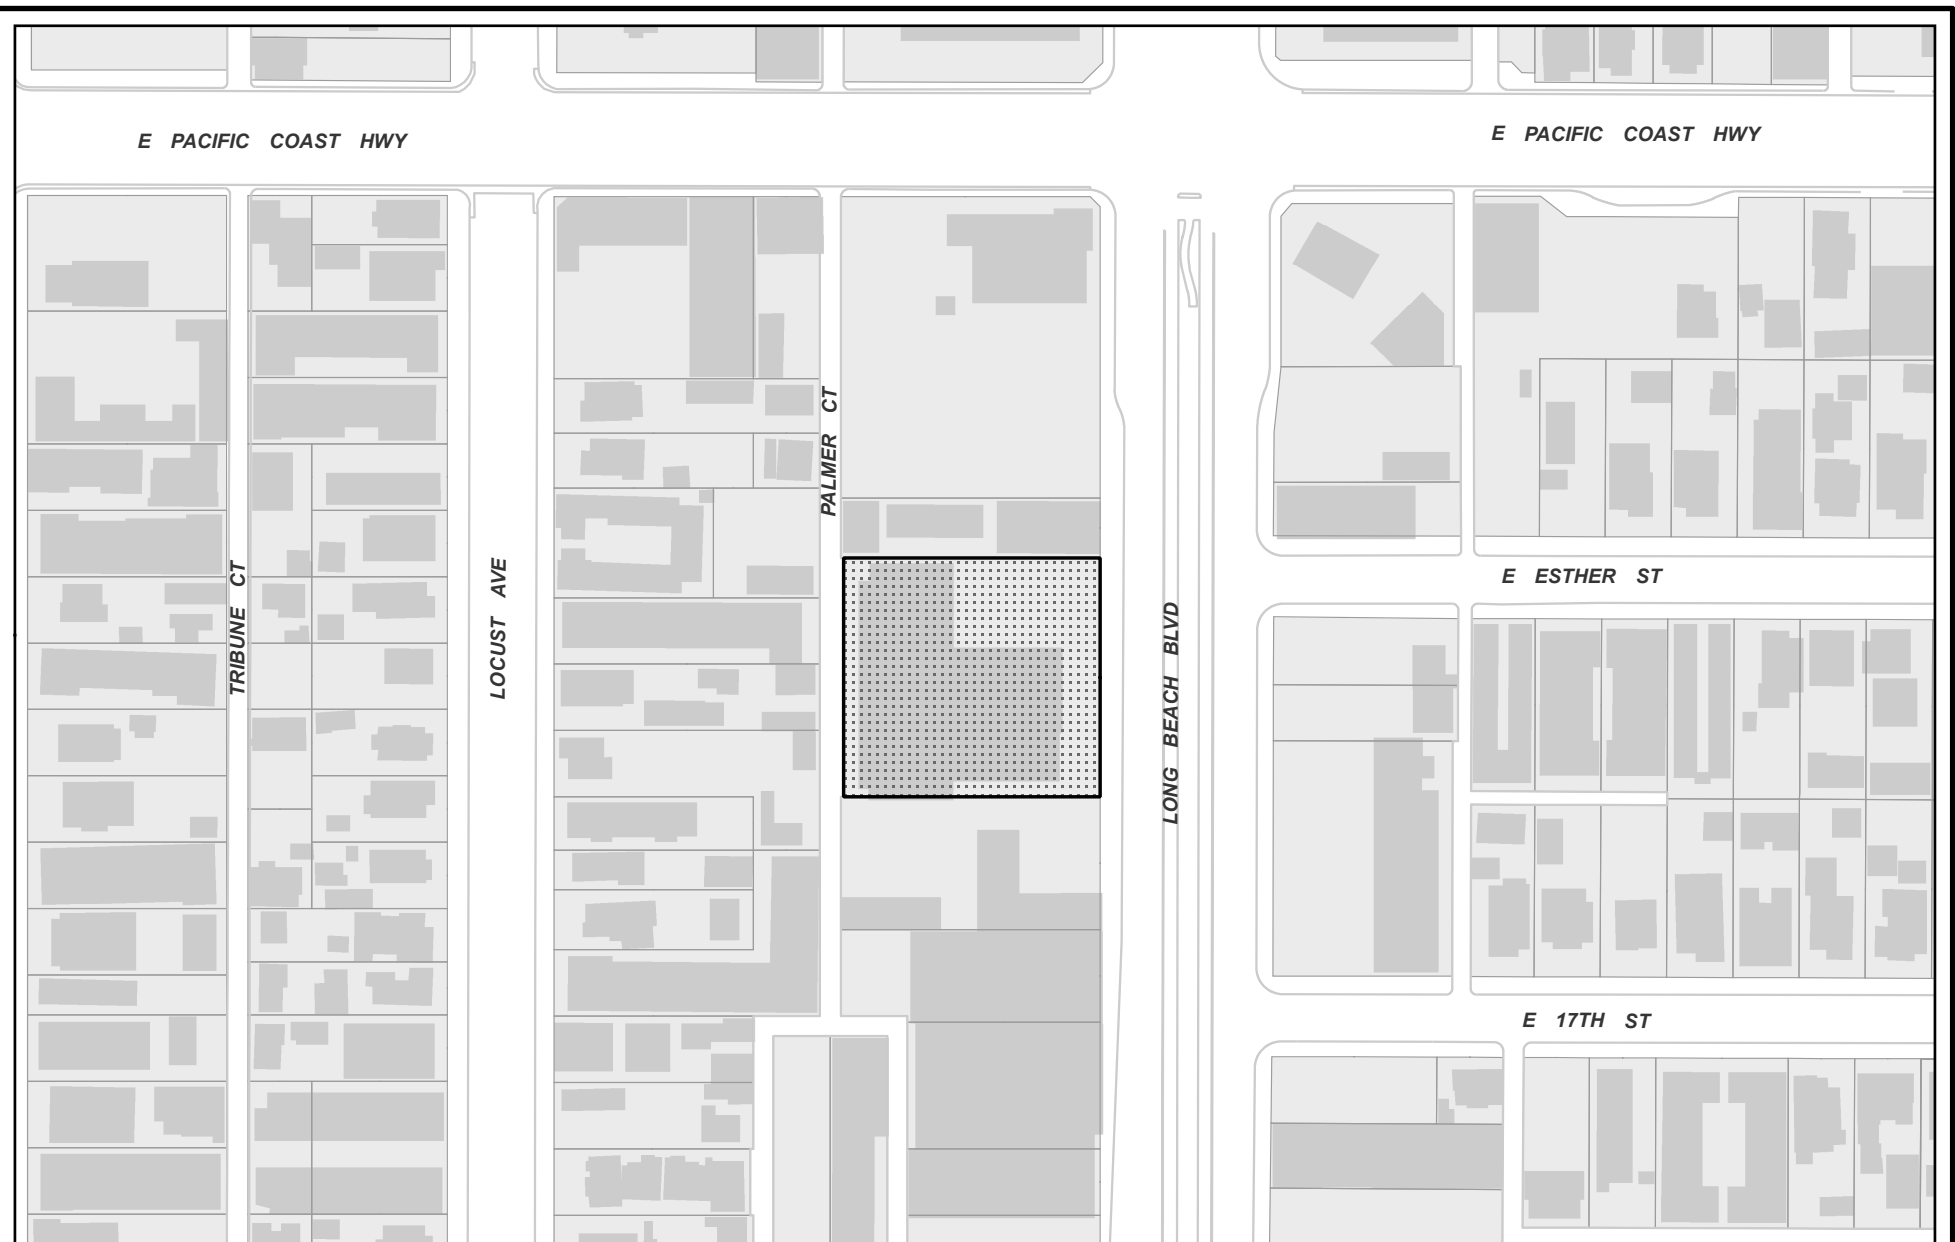 E PACIFIC COAST HWY
E PACIFIC COAST HWY
PALMER CT
TRIBUNE CT
LOCUST AVE
LONG BEACH BLVD
E ESTHER ST
E 17TH ST